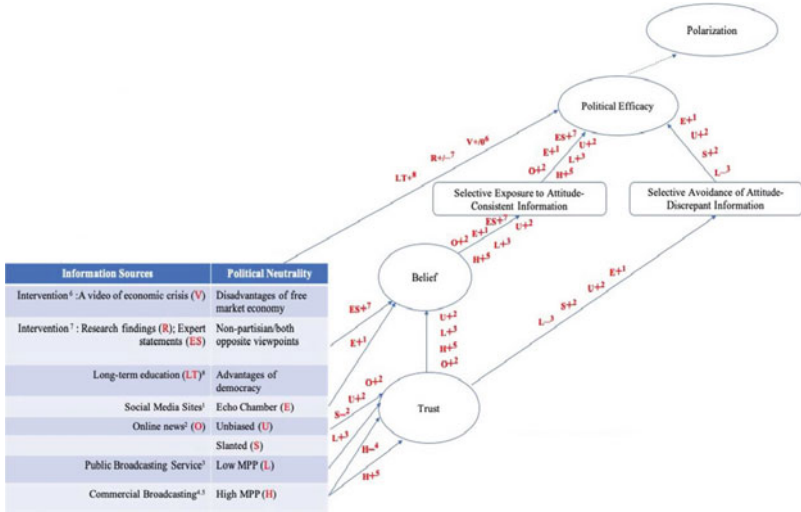 Polarization
Political Efficacy
E+1
U+2
S+2
L–3
ES+7
E+1 U+2
O+2 L+3
H+5
V+/0⁶
R+/–7
LT+8
Selective Exposure to Attitude-
Consistent Information
Selective Avoidance of Attitude-
Discrepant Information
ES+7
E+1 U+2
O+2 L+3
H+5
Belief
E+1
U+2
S+2
L–3
ES+7
E+1
U+2
L+3
H+5
O+2
Trust
O+2
U+2
S–2
L+3
H–4
H+5
Information Sources Political Neutrality
Intervention⁶ :A video of economic crisis (V) Disadvantages of free
market economy
Intervention⁷ : Research findings (R); Expert Non-partisian/both
statements (ES) opposite viewpoints
Long-term education (LT)⁸ Advantages of
democracy
Social Media Sites¹ Echo Chamber (E)
Online news² (O) Unbiased (U)
Slanted (S)
Public Broadcasting Service³ Low MPP (L)
Commercial Broadcasting⁴,⁵ High MPP (H)